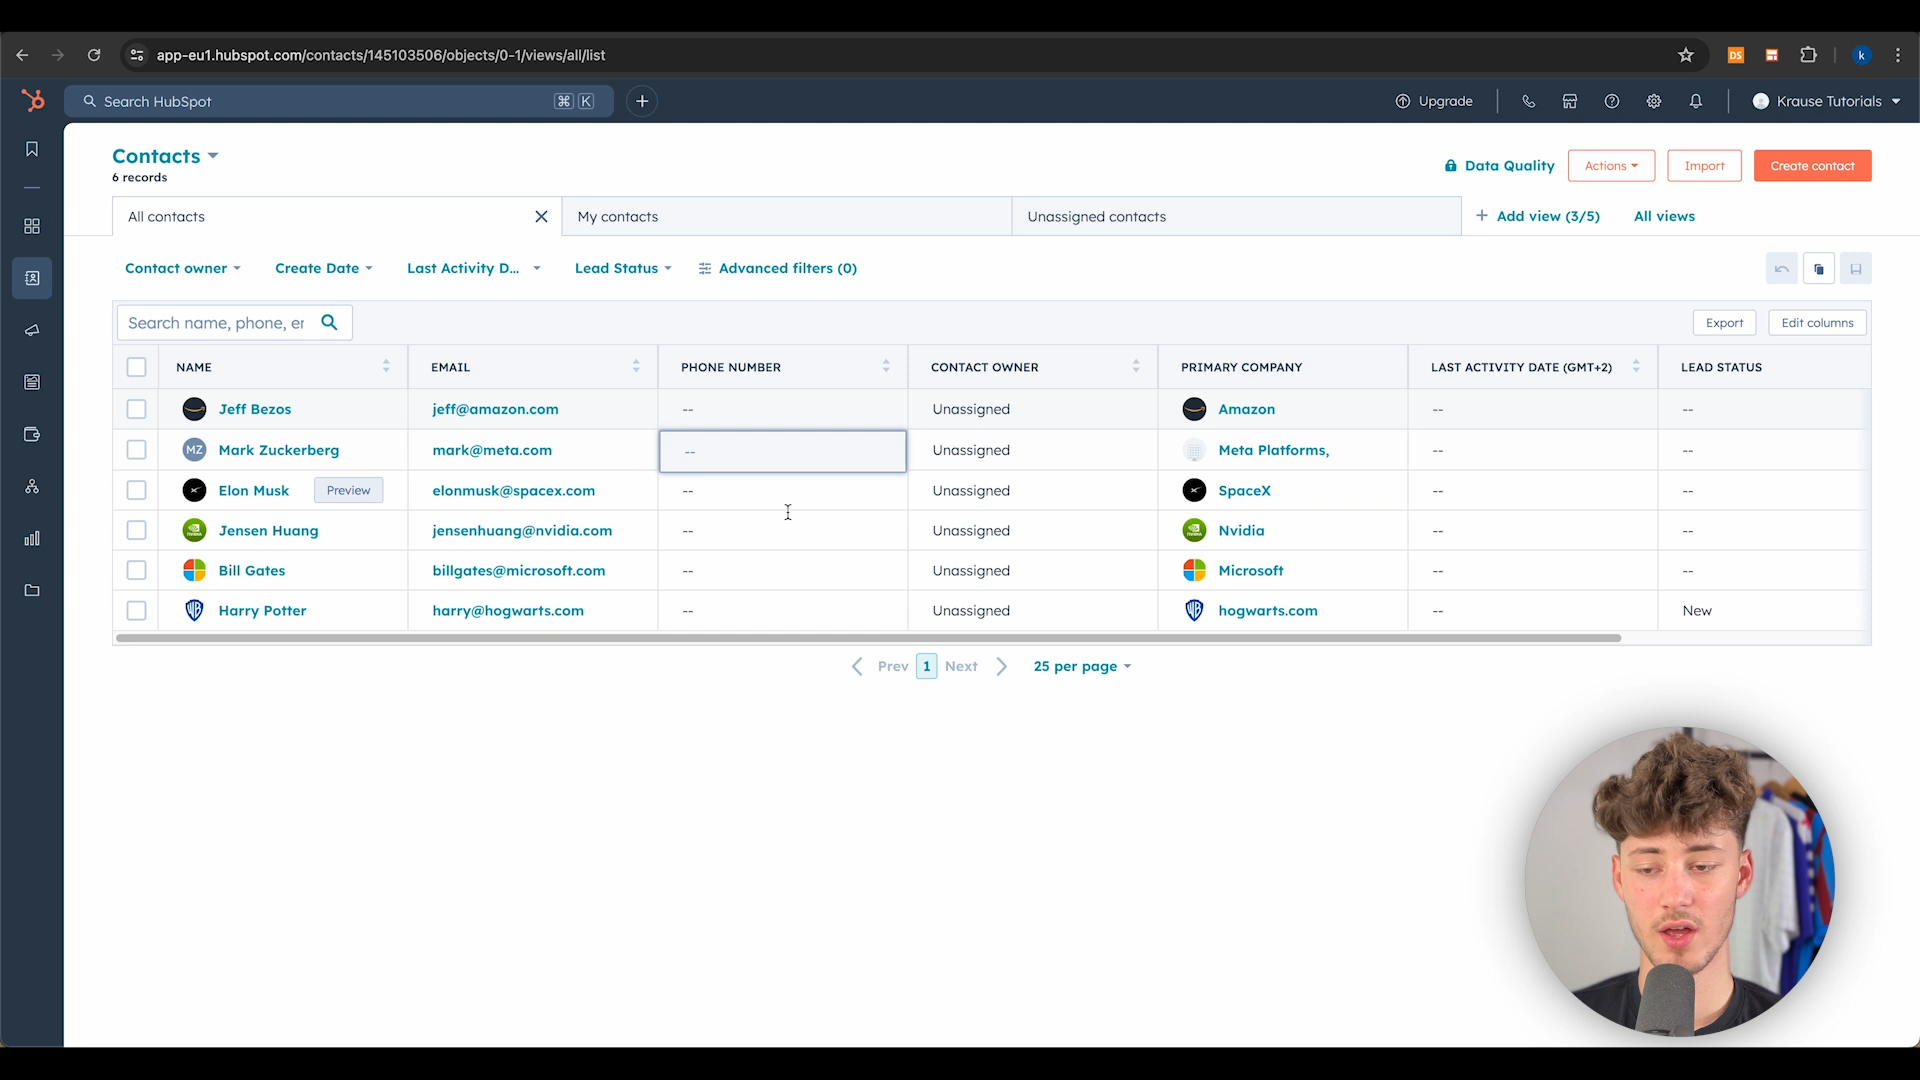 app-eu1.hubspot.com/contacts/145103506/objects/0-1/views/all/list
DS
k
Search HubSpot
⌘ K
Upgrade
Krause Tutorials
Contacts
6 records
Data Quality
Actions
Import
Create contact
All contacts
My contacts
Unassigned contacts
+ Add view (3/5)
All views
Contact owner
Create Date
Last Activity D...
Lead Status
Advanced filters (0)
Search name, phone, er
Export
Edit columns
NAME EMAIL PHONE NUMBER CONTACT OWNER PRIMARY COMPANY LAST ACTIVITY DATE (GMT+2) LEAD STATUS
Jeff Bezos jeff@amazon.com -- Unassigned Amazon -- --
MZ Mark Zuckerberg mark@meta.com -- Unassigned Meta Platforms, -- --
Elon Musk Preview elonmusk@spacex.com -- Unassigned SpaceX -- --
Jensen Huang jensenhuang@nvidia.com -- Unassigned Nvidia -- --
Bill Gates billgates@microsoft.com -- Unassigned Microsoft -- --
Harry Potter harry@hogwarts.com -- Unassigned hogwarts.com -- New
Prev 1 Next 25 per page